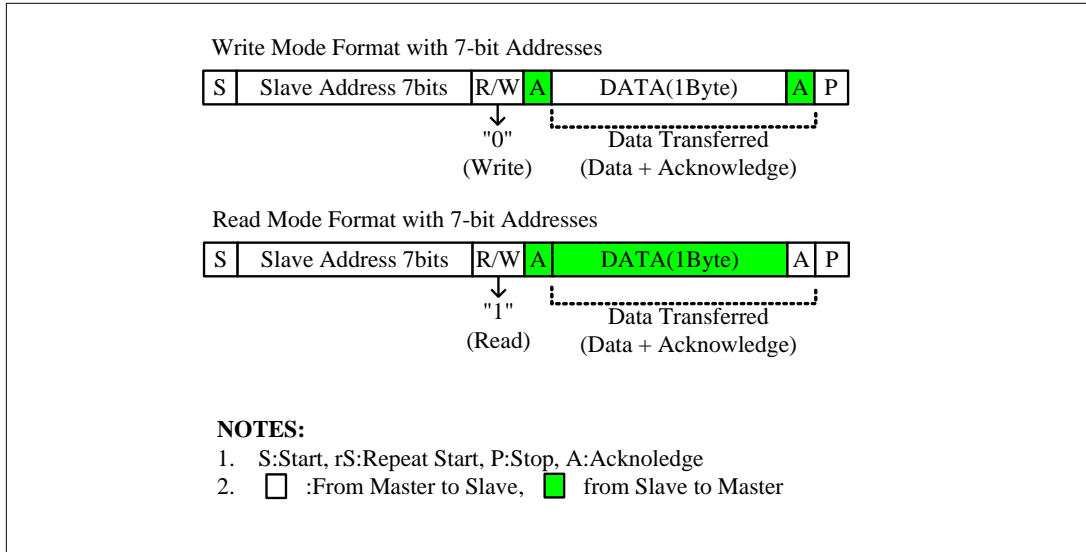 Write Mode Format with 7-bit Addresses
S Slave Address 7bits R/W A DATA(1Byte) A P
"0" Data Transferred
(Write) (Data + Acknowledge)
Read Mode Format with 7-bit Addresses
S Slave Address 7bits R/W A DATA(1Byte) A P
"1" Data Transferred
(Read) (Data + Acknowledge)
NOTES:
1. S:Start, rS:Repeat Start, P:Stop, A:Acknoledge
2. :From Master to Slave, from Slave to Master